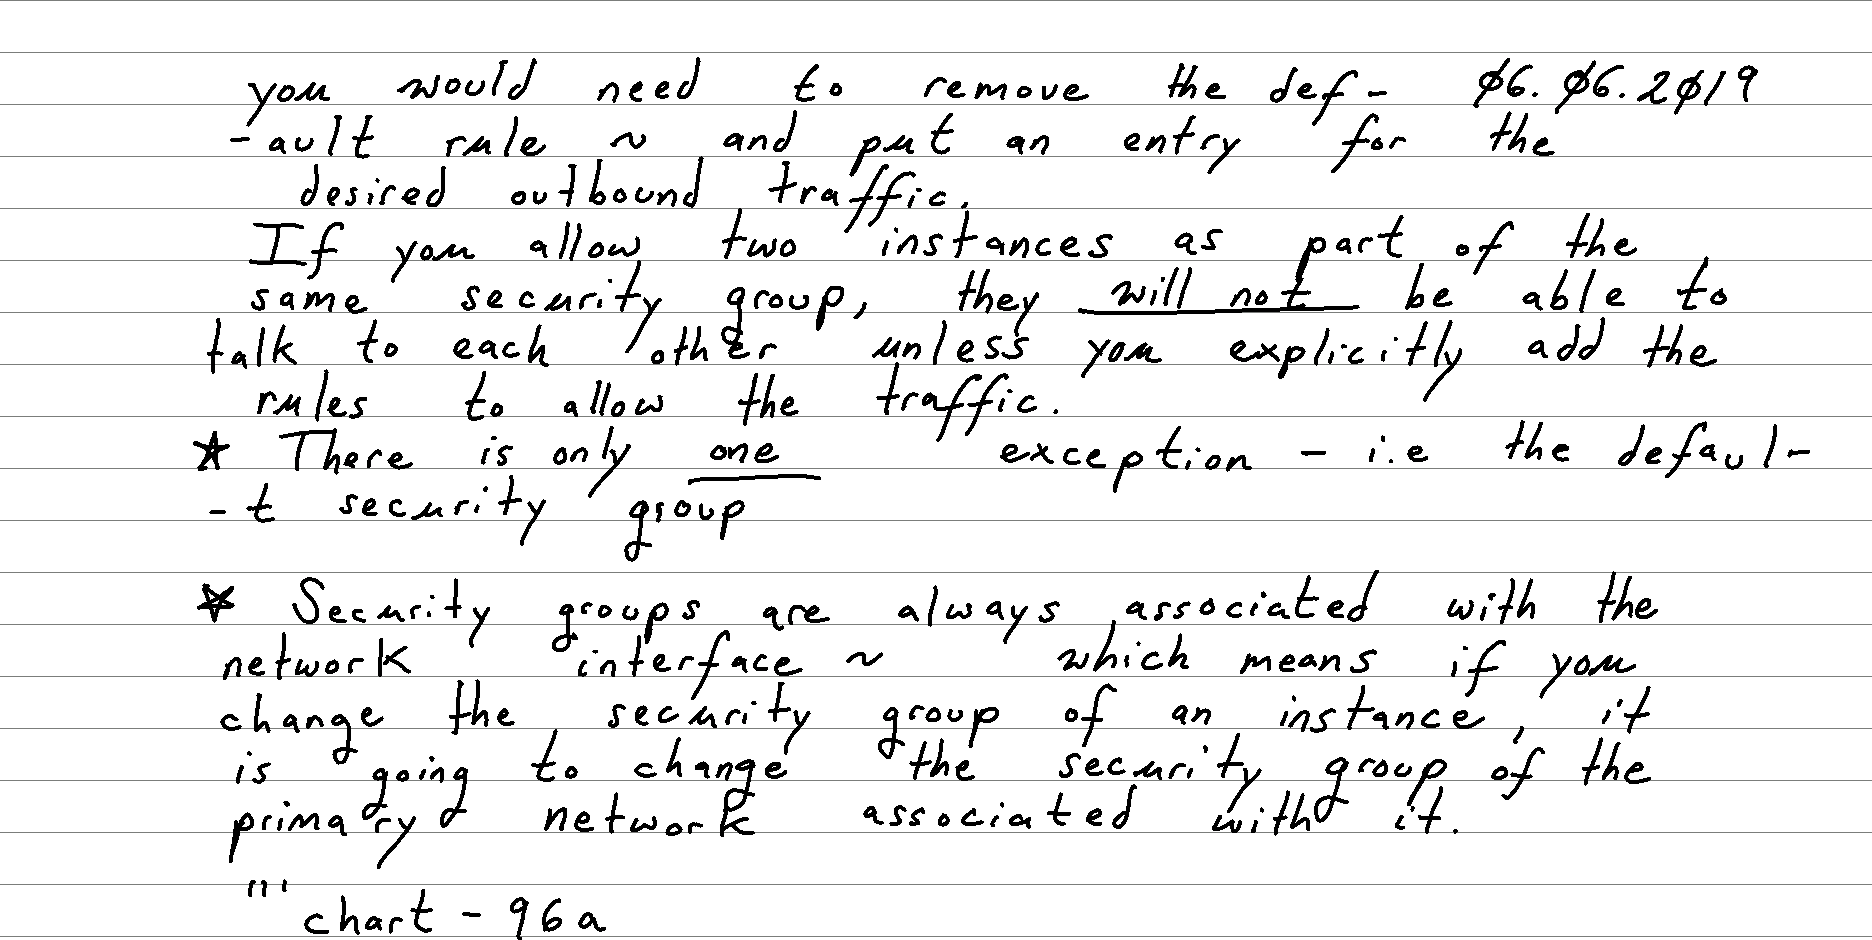 you would need to remove the def- 06.06.2019
-ault rule ~ and put an entry for the
desired outbound traffic.
If you allow two instances as part of the
same security group, they will not be able to
talk to each other unless you explicitly add the
rules to allow the traffic.
* There is only one exception - i.e the defaul-
-t security group
* Security groups are always associated with the
network interface ~ which means if you
change the security group of an instance, it
is going to change the security group of the
primary network associated with it.
"" chart - 96a